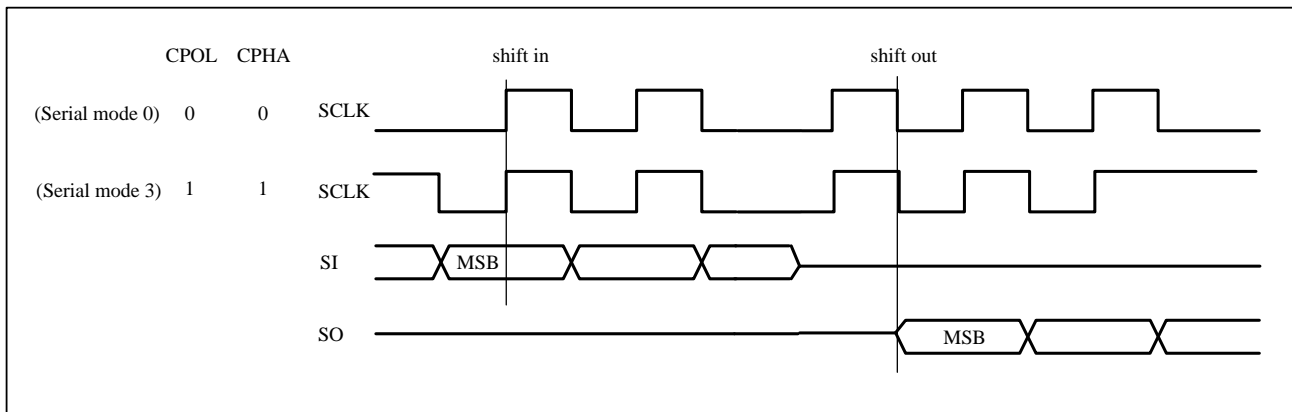 CPOL CPHA shift in shift out
(Serial mode 0) 0 0 SCLK
(Serial mode 3) 1 1 SCLK
SI MSB
SO MSB